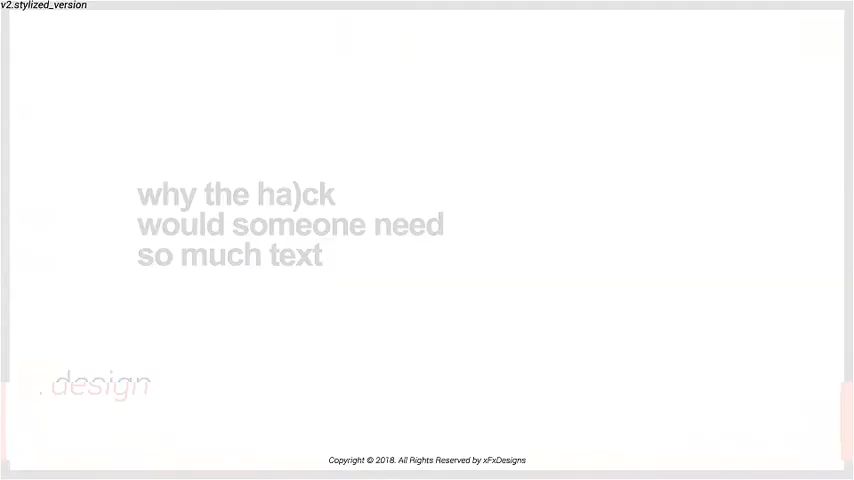 v2.stylized_version
why the ha)ck
would someone need
so much text
. design
Copyright © 2018. All Rights Reserved by xFxDesigns